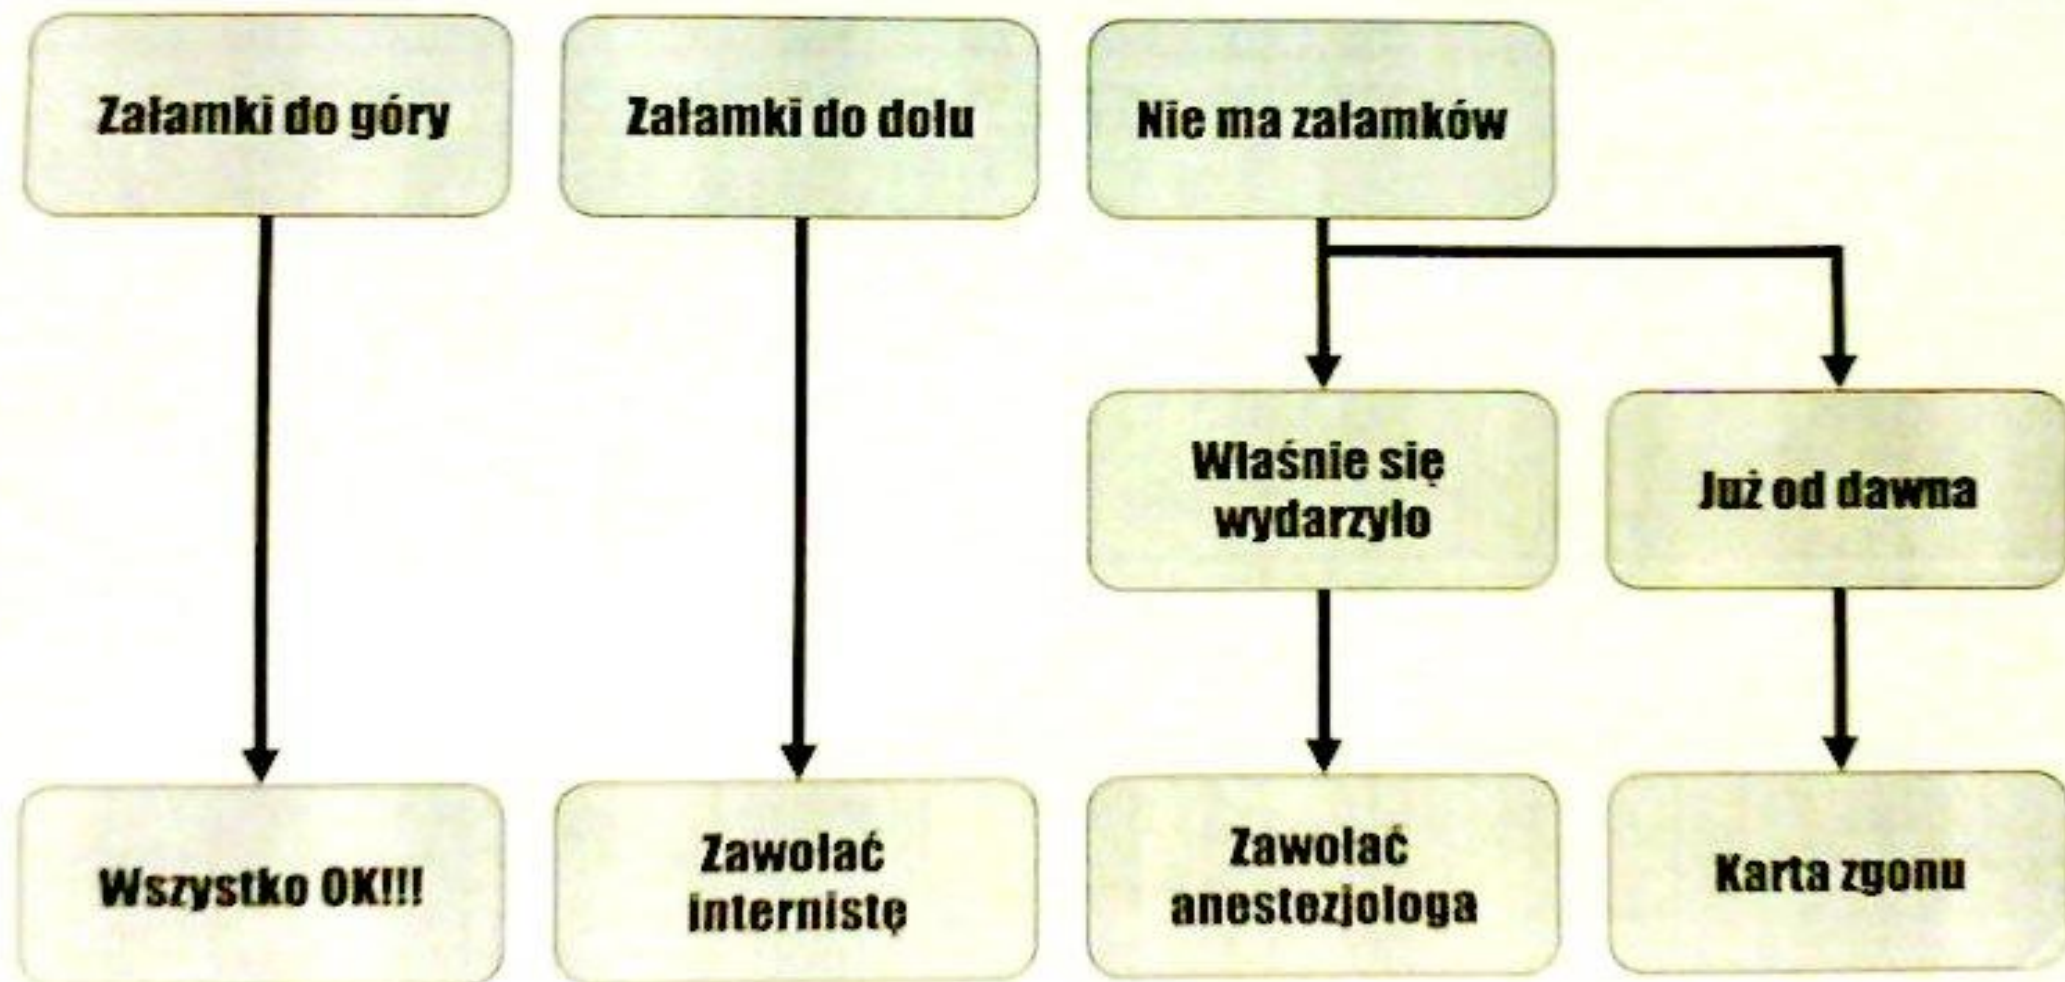 Załamki do góry
Załamki do dołu
Nie ma załamków
Właśnie się
wydarzyło
Już od dawna
Wszystko OK!!!
Zawołać
internistę
Zawołać
anestezjologa
Karta zgonu